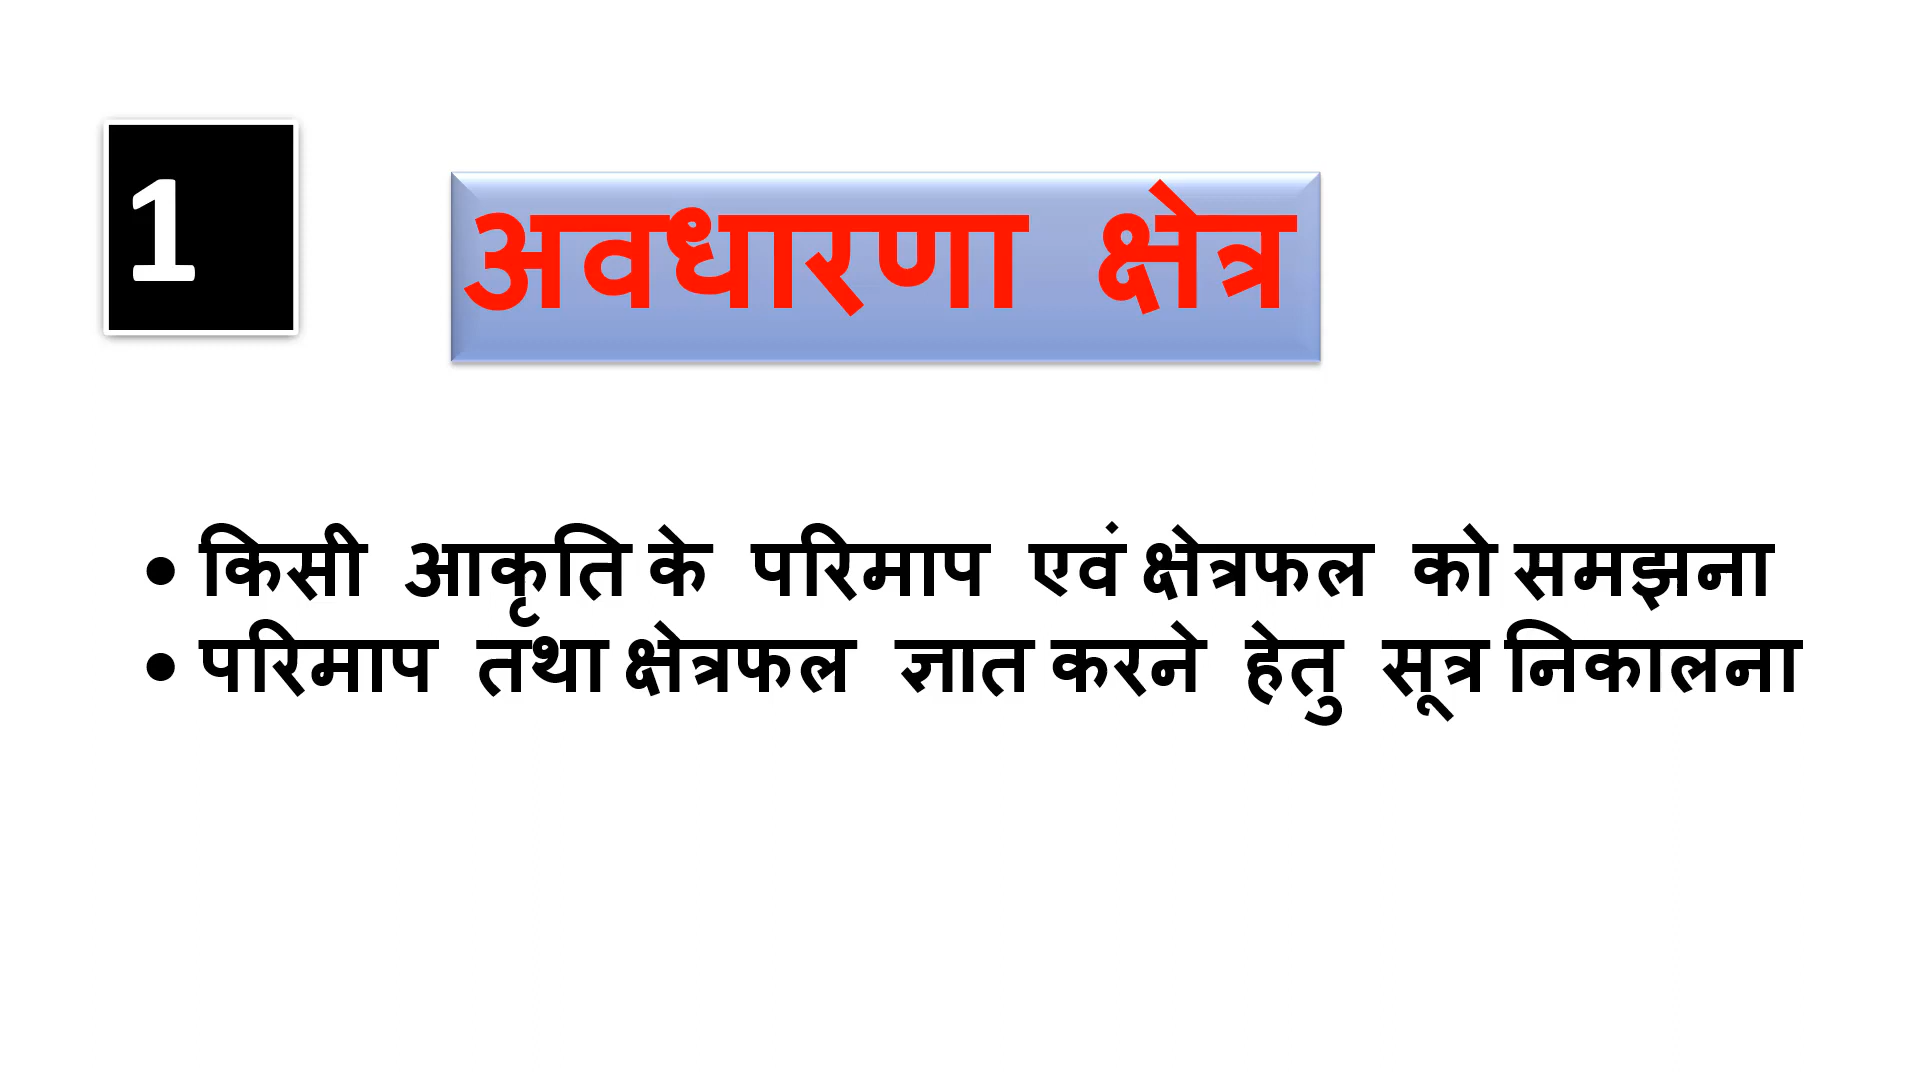 1
अवधारणा क्षेत्र
• किसी आकृति के परिमाप एवं क्षेत्रफल को समझना
• परिमाप तथा क्षेत्रफल ज्ञात करने हेतु सूत्र निकालना